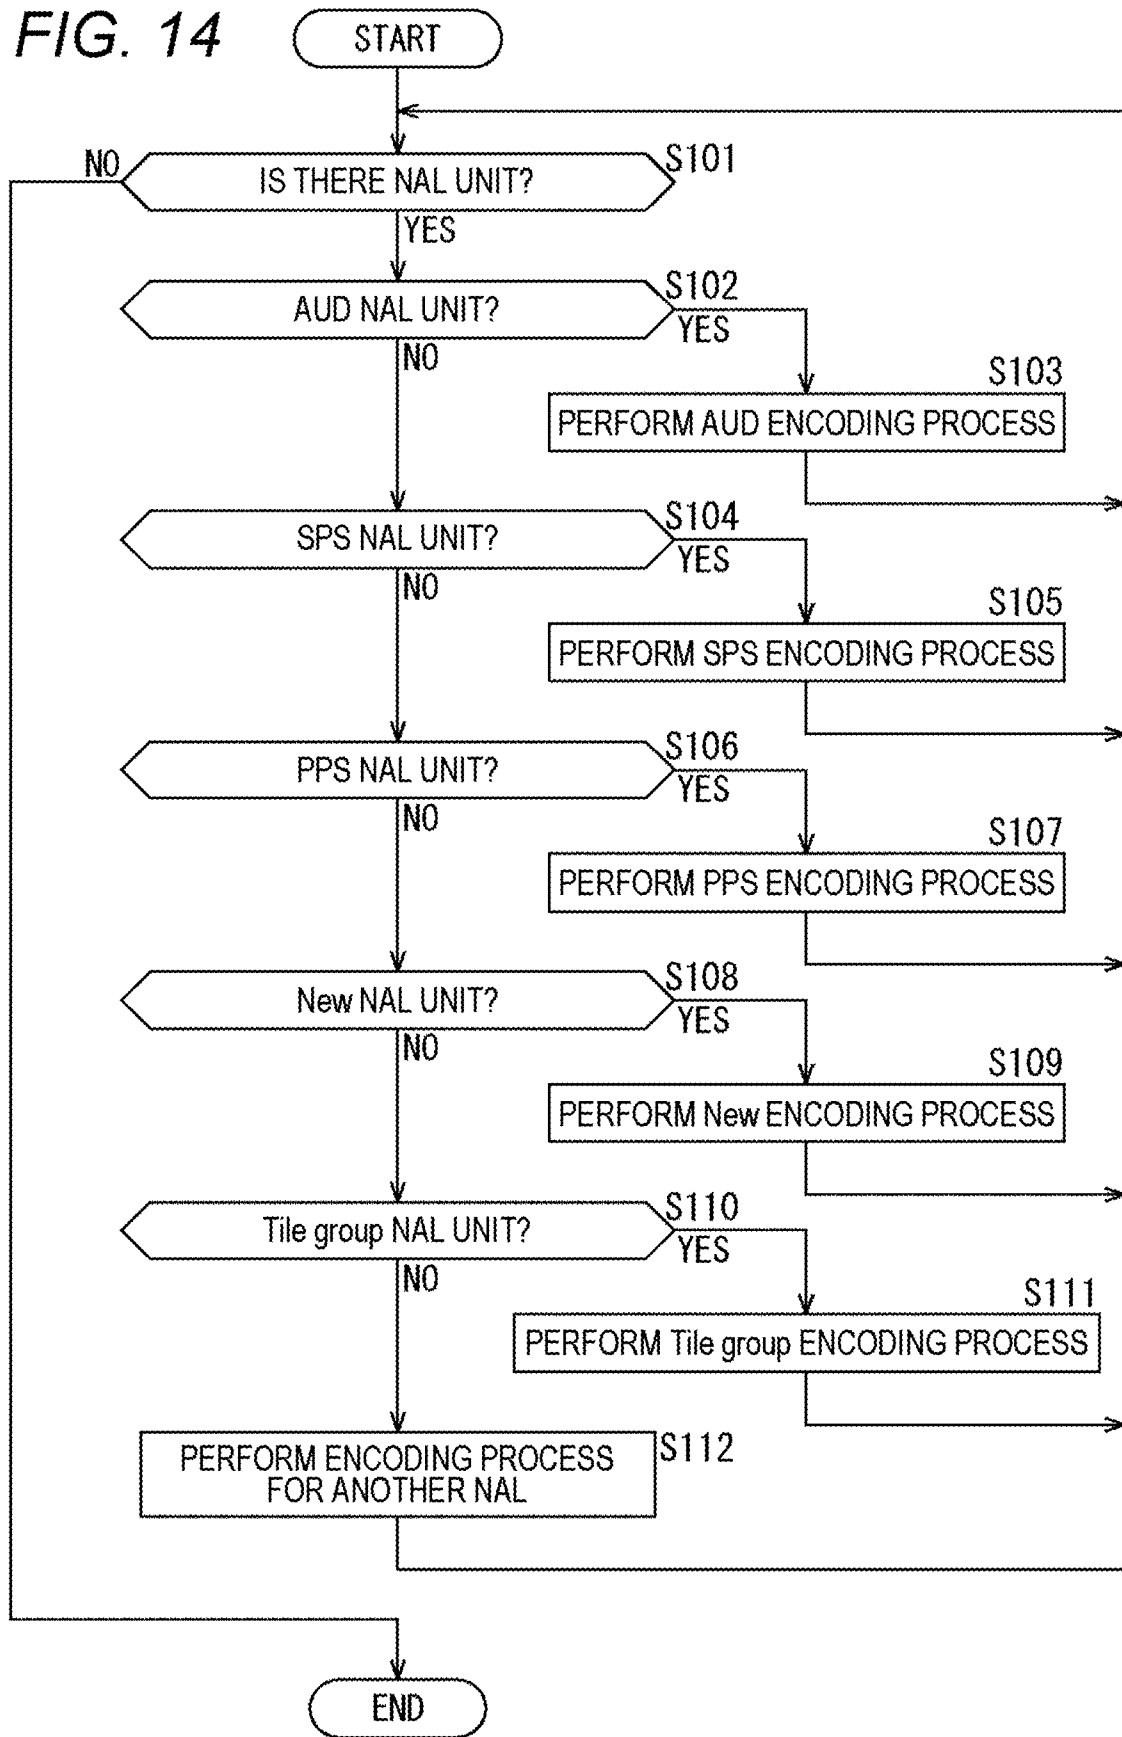 FIG. 14
START
NO
IS THERE NAL UNIT?
S101
YES
AUD NAL UNIT?
S102
YES
NO
S103
PERFORM AUD ENCODING PROCESS
SPS NAL UNIT?
S104
YES
NO
S105
PERFORM SPS ENCODING PROCESS
PPS NAL UNIT?
S106
YES
NO
S107
PERFORM PPS ENCODING PROCESS
New NAL UNIT?
S108
YES
NO
S109
PERFORM New ENCODING PROCESS
Tile group NAL UNIT?
S110
YES
NO
S111
PERFORM Tile group ENCODING PROCESS
PERFORM ENCODING PROCESS
FOR ANOTHER NAL
S112
END